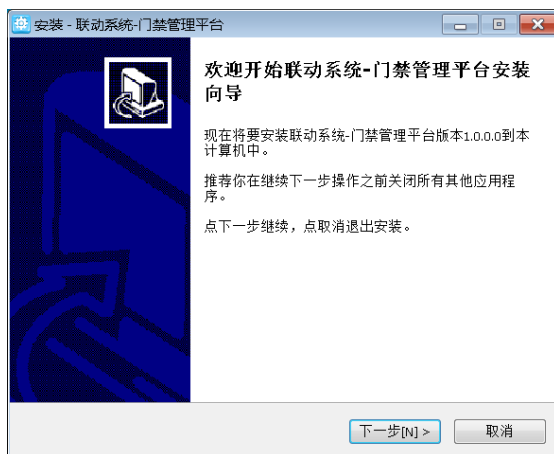 安装 - 联动系统-门禁管理平台
欢迎开始联动系统-门禁管理平台安装
向导
现在将要安装联动系统-门禁管理平台版本1.0.0.0到本
计算机中。
推荐你在继续下一步操作之前关闭所有其他应用程
序。
点下一步继续，点取消退出安装。
下一步[N] >
取消